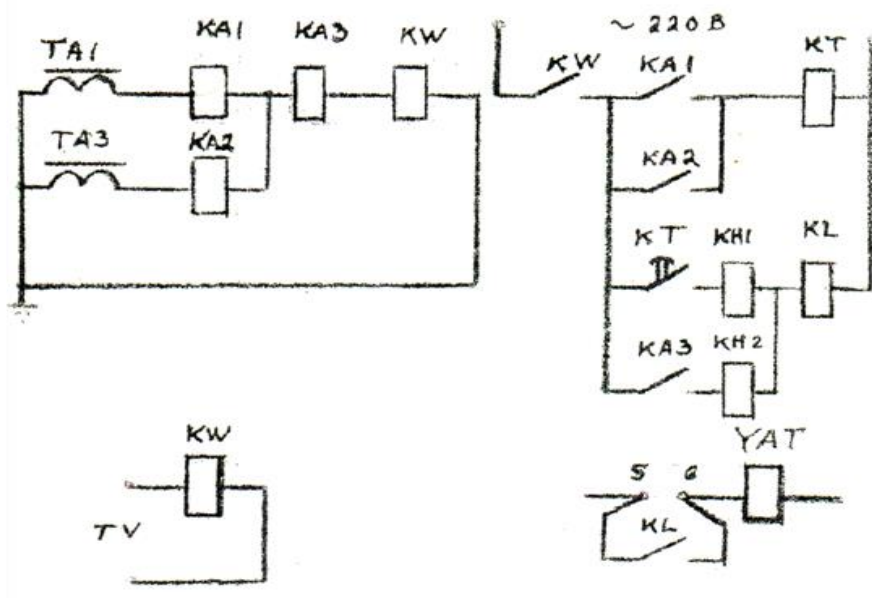 TA1 KA1 KA3 KW
TA3 KA2
~ 220 В
KW KA1 KT
KA2
KT KH1 KL
KA3 KH2
KW
TV
5 6 YAT
KL